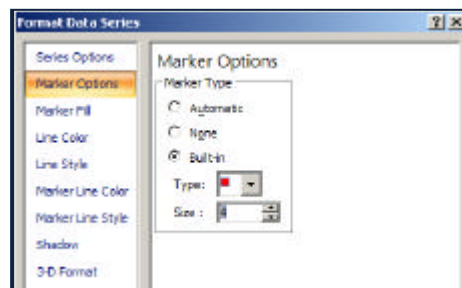 Format Data Series
Series Options
Marker Options
Marker Fill
Line Color
Line Style
Marker Line Color
Marker Line Style
Shadow
3-D Format
Marker Options
Marker Type
Automatic
None
Built-in
Type:
Size :